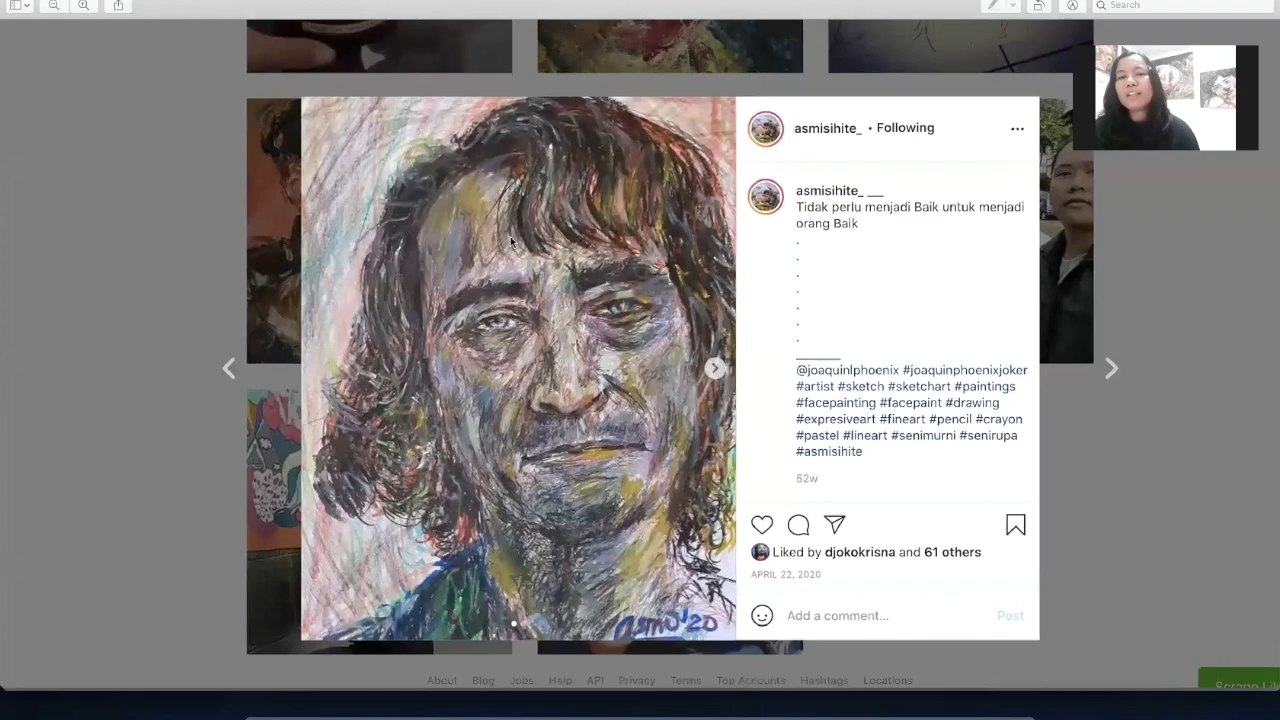 Search
asmisihite_ • Following
asmisihite_ __
Tidak perlu menjadi Baik untuk menjadi
orang Baik
.
.
.
.
.
.
.
______
@joaquinlphoenix #joaquinphoenixjoker
#artist #sketch #sketchart #paintings
#facepainting #facepaint #drawing
#expresiveart #fineart #pencil #crayon
#pastel #lineart #senimurni #senirupa
#asmisihite
52w
Liked by djokokrisna and 61 others
APRIL 22, 2020
Add a comment...
Post
asmo'20
About Blog Jobs Help API Privacy Terms Top Accounts Hashtags Locations
Scrape